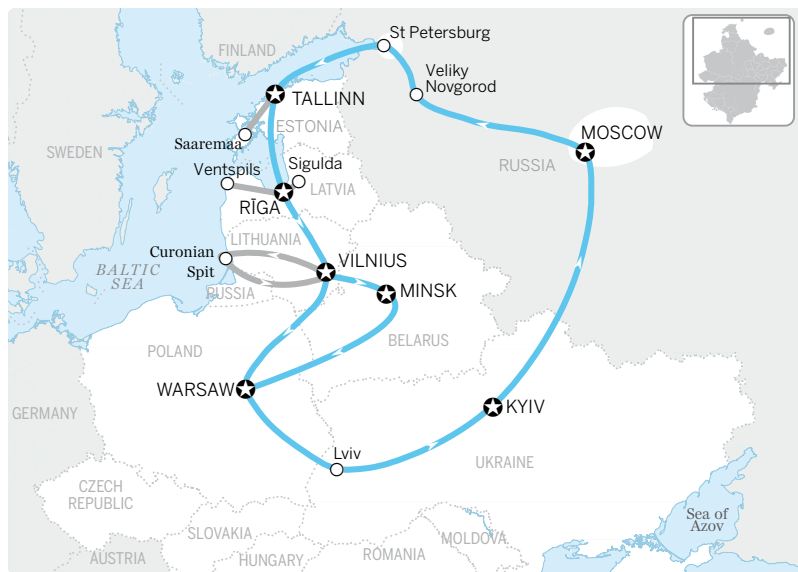 St Petersburg
FINLAND
Veliky
Novgorod
TALLINN
ESTONIA
MOSCOW
Saaremaa
SWEDEN
Ventspils
Sigulda
RUSSIA
LATVIA
RĪGA
LITHUANIA
Curonian
Spit
VILNIUS
BALTIC
SEA
RUSSIA
MINSK
BELARUS
POLAND
WARSAW
KYIV
GERMANY
Lviv
UKRAINE
CZECH
REPUBLIC
Sea of
Azov
SLOVAKIA
MOLDOVA
AUSTRIA
HUNGARY
ROMANIA